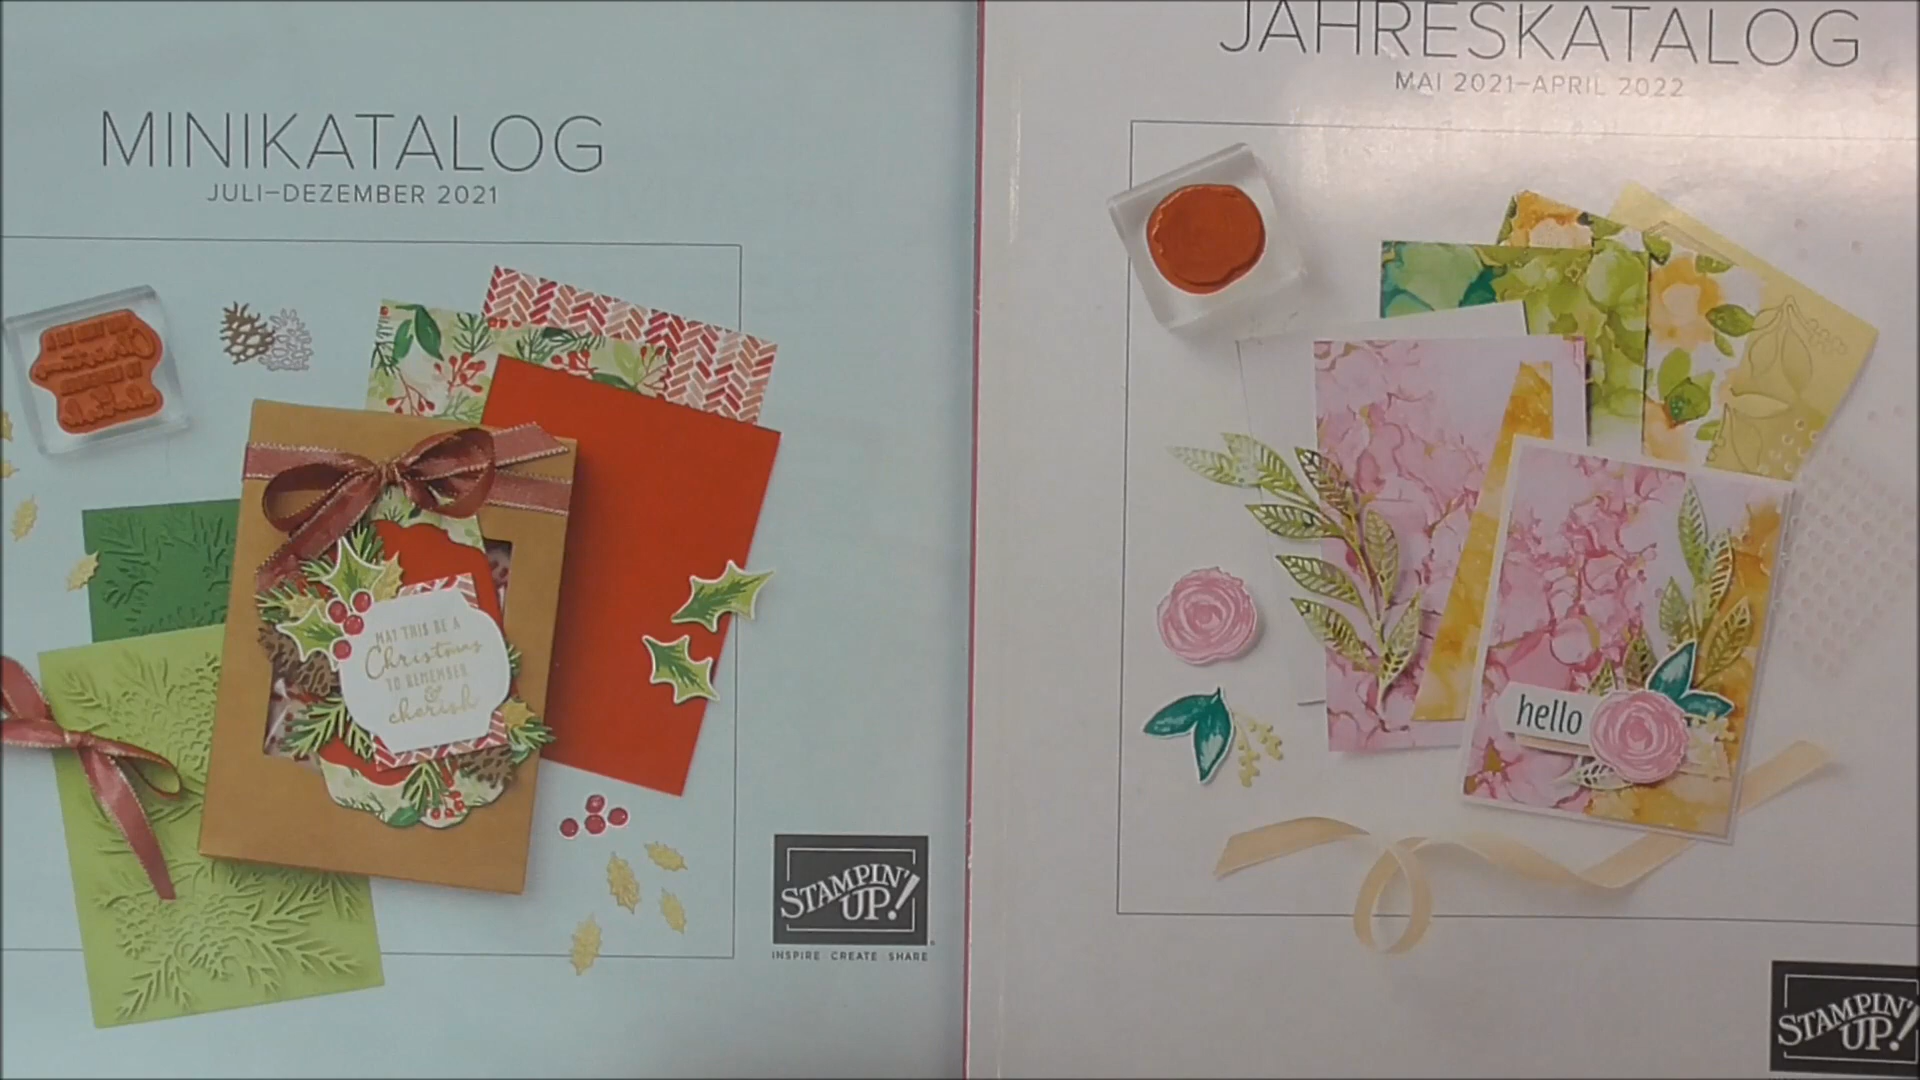 MINIKATALOG
JULI–DEZEMBER 2021
MAY THIS BE A
Christmas
TO REMEMBER
&
cherish
STAMPIN'
UP!
INSPIRE CREATE SHARE
JAHRESKATALOG
MAI 2021–APRIL 2022
hello
STAMPIN'
UP!